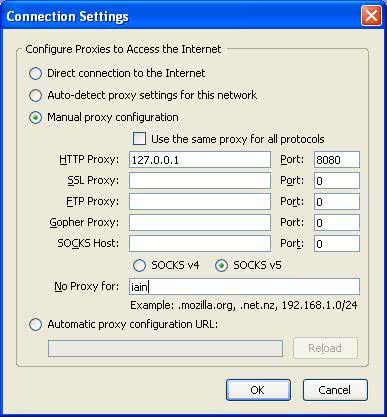 Connection Settings
Configure Proxies to Access the Internet
Direct connection to the Internet
Auto-detect proxy settings for this network
Manual proxy configuration
Use the same proxy for all protocols
HTTP Proxy: 127.0.0.1 Port: 8080
SSL Proxy: Port: 0
FTP Proxy: Port: 0
Gopher Proxy: Port: 0
SOCKS Host: Port: 0
SOCKS v4 SOCKS v5
No Proxy for: iain
Example: .mozilla.org, .net.nz, 192.168.1.0/24
Automatic proxy configuration URL:
Reload
OK Cancel